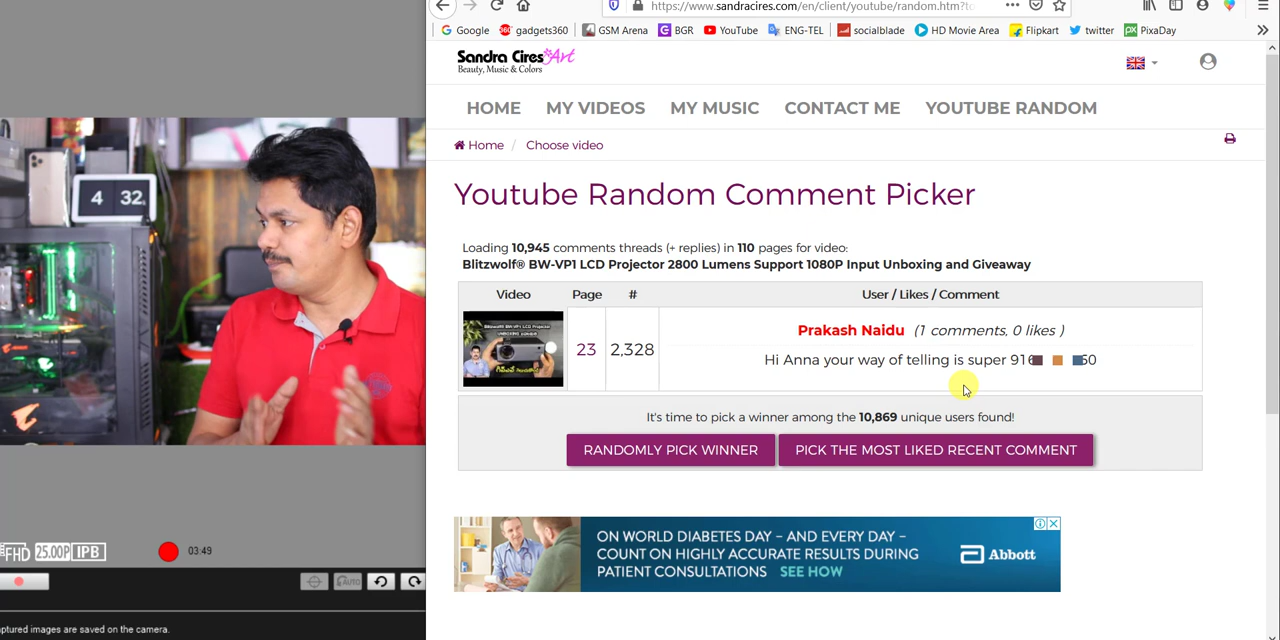 https://www.sandracires.com/en/client/youtube/random.htm?to
Google gadgets360 GSM Arena BGR YouTube ENG-TEL socialblade HD Movie Area Flipkart twitter PixaDay
Sandra Cires Art
Beauty, Music & Colors
HOME MY VIDEOS MY MUSIC CONTACT ME YOUTUBE RANDOM
Home / Choose video
4 32
Youtube Random Comment Picker
Loading 10,945 comments threads (+ replies) in 110 pages for video:
Blitzwolf® BW-VP1 LCD Projector 2800 Lumens Support 1080P Input Unboxing and Giveaway
Video Page # User / Likes / Comment
Prakash Naidu (1 comments, 0 likes )
23 2,328
Hi Anna your way of telling is super 916 50
It's time to pick a winner among the 10,869 unique users found!
RANDOMLY PICK WINNER PICK THE MOST LIKED RECENT COMMENT
ON WORLD DIABETES DAY – AND EVERY DAY –
COUNT ON HIGHLY ACCURATE RESULTS DURING
PATIENT CONSULTATIONS SEE HOW
Abbott
FHD 25.00P IPB 03:49
AUTO
ptured images are saved on the camera.